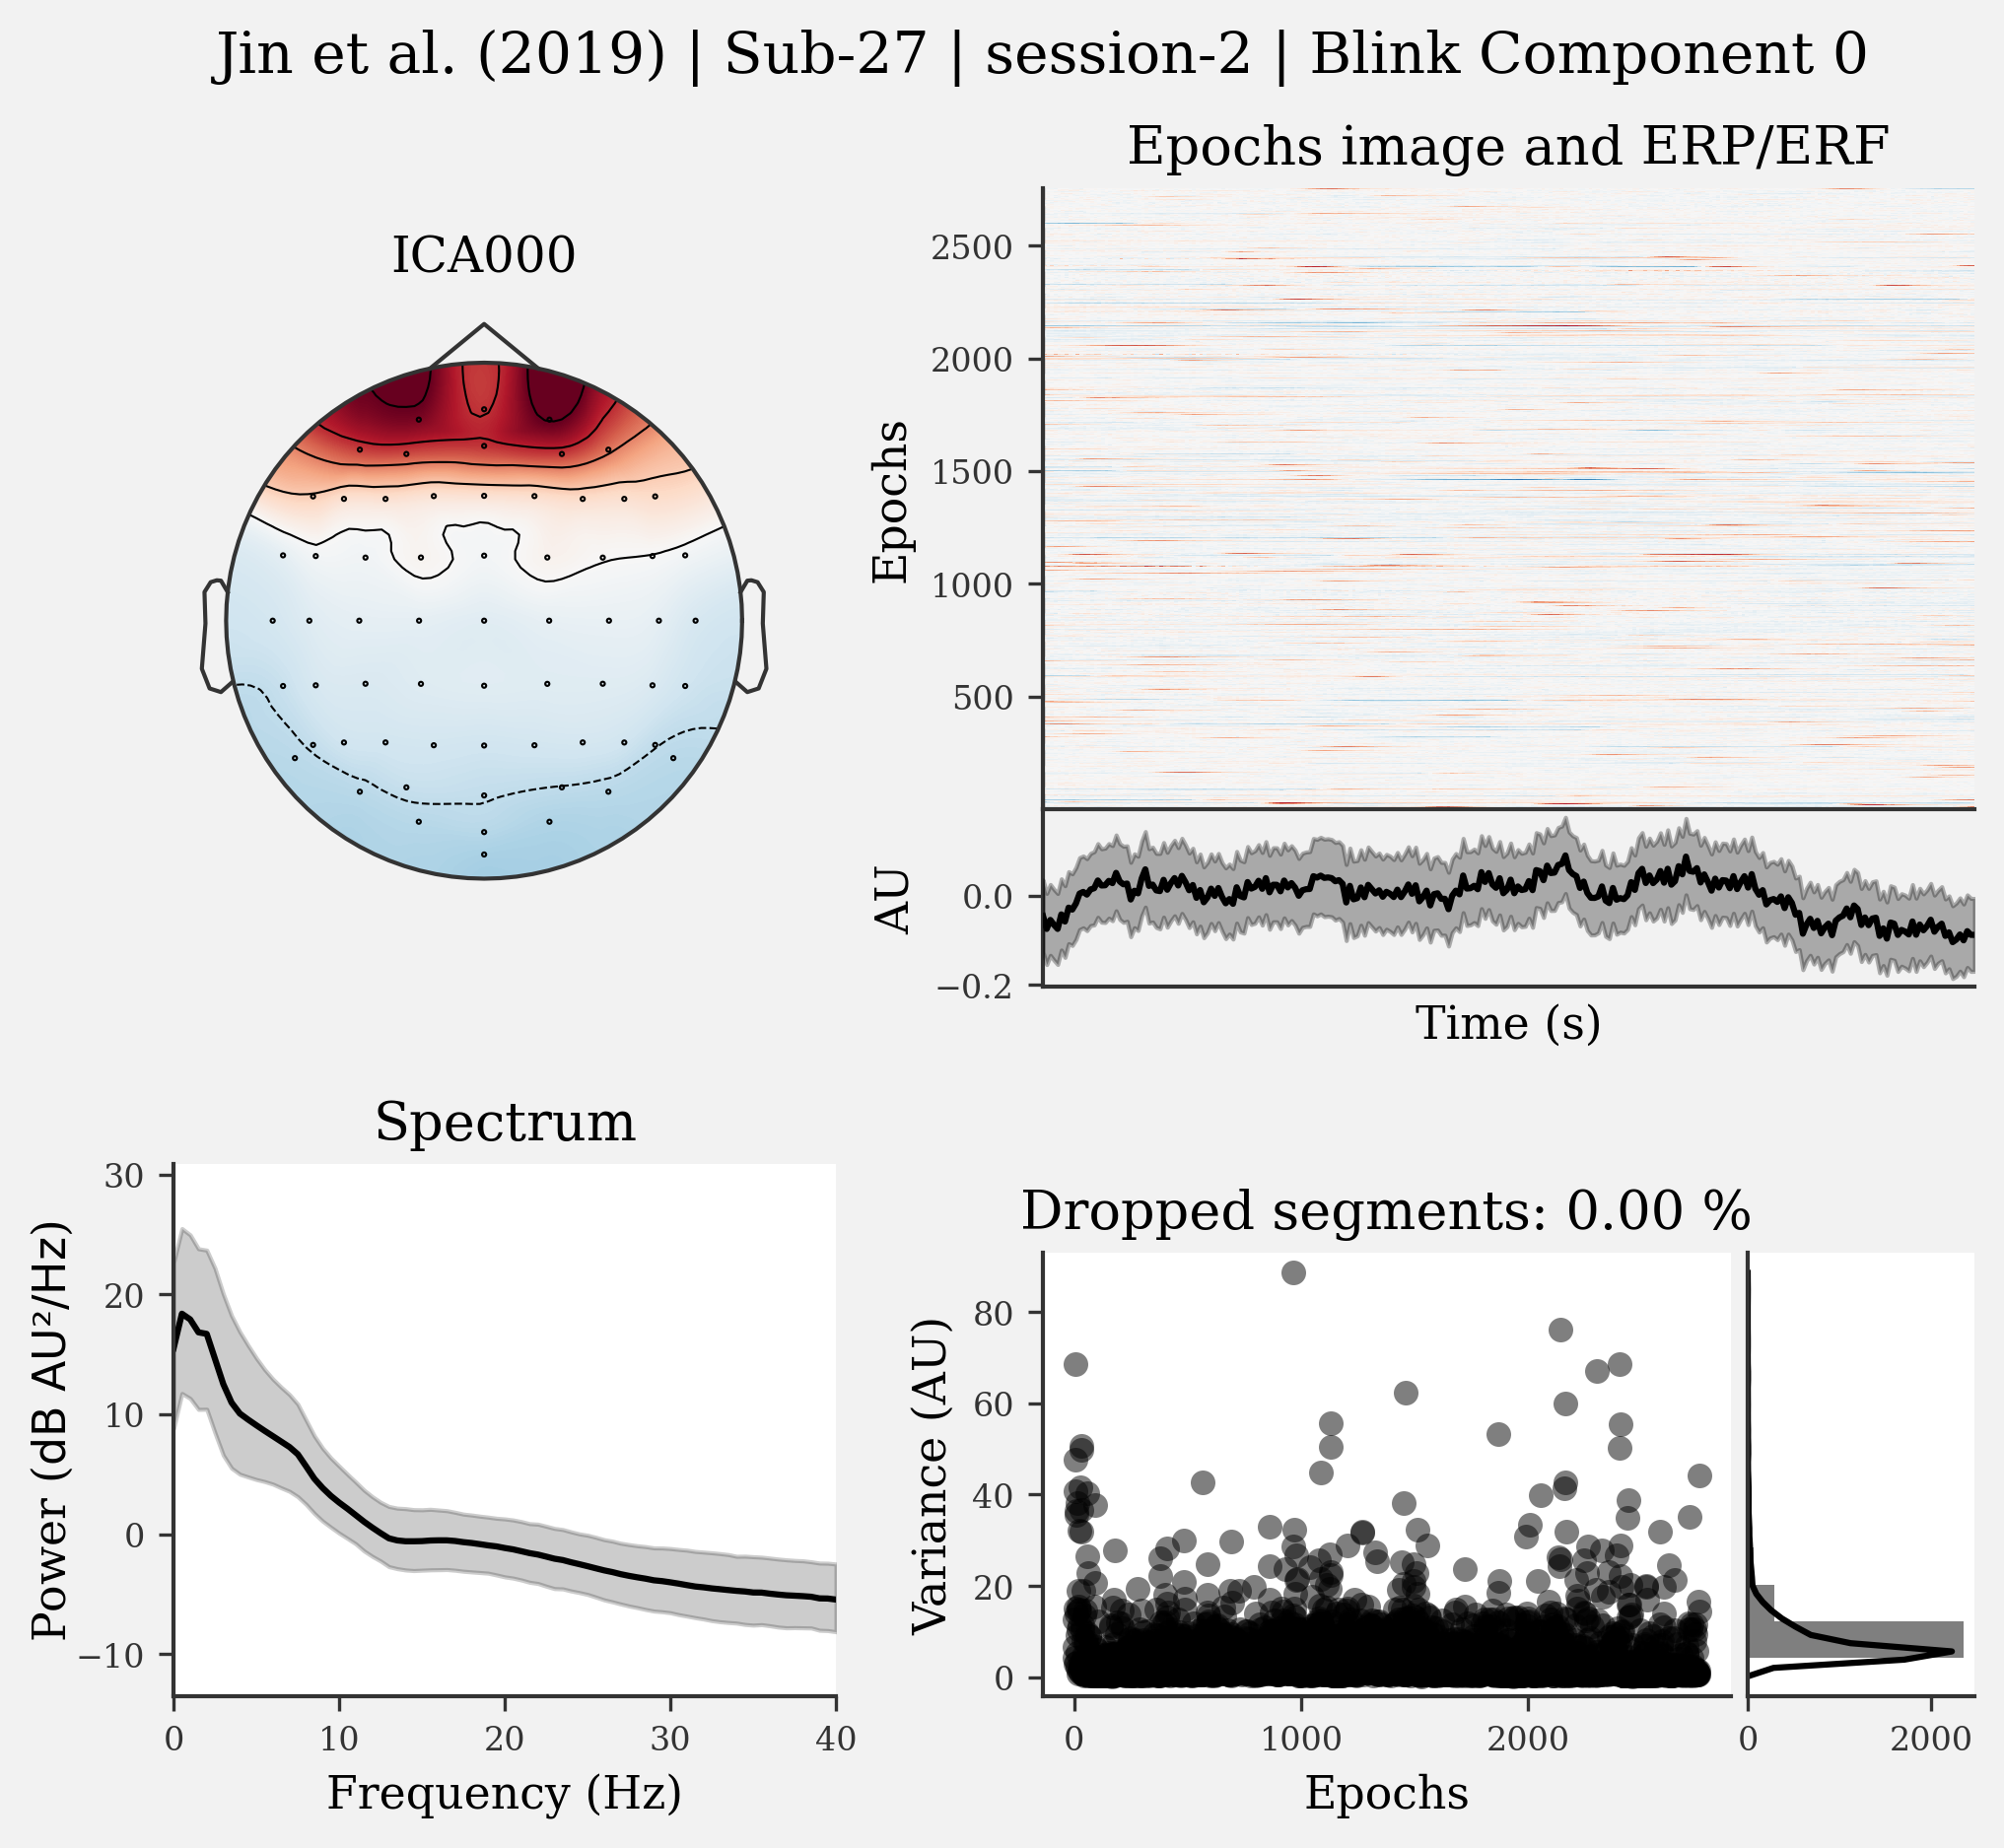 Jin et al. (2019) | Sub-27 | session-2 | Blink Component 0
ICA000
Epochs image and ERP/ERF
Epochs
2500
2000
1500
1000
500
AU
0.0
−0.2
Time (s)
Spectrum
Power (dB AU²/Hz)
30
20
10
0
−10
0 10 20 30 40
Frequency (Hz)
Dropped segments: 0.00 %
Variance (AU)
80
60
40
20
0
0 1000 2000
Epochs
0 2000